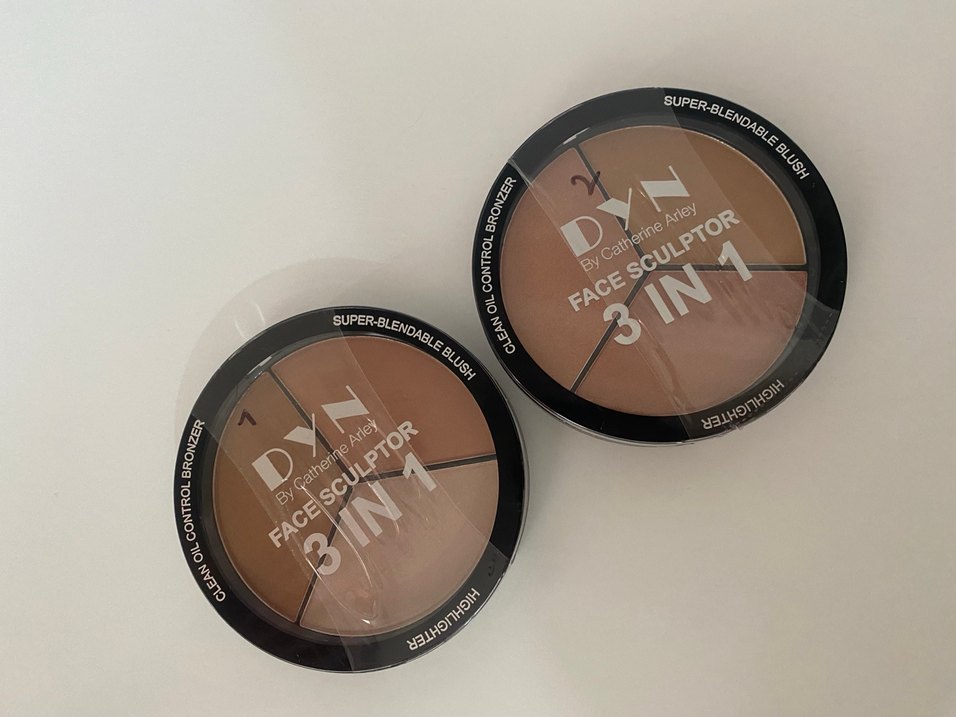 SUPER-BLENDABLE BLUSH
CLEAN OIL CONTROL BRONZER
2
DYN
By Catherine Arley
FACE SCULPTOR
3 IN 1
HIGHLIGHTER
SUPER-BLENDABLE BLUSH
CLEAN OIL CONTROL BRONZER
1
DYN
By Catherine Arley
FACE SCULPTOR
3 IN 1
HIGHLIGHTER